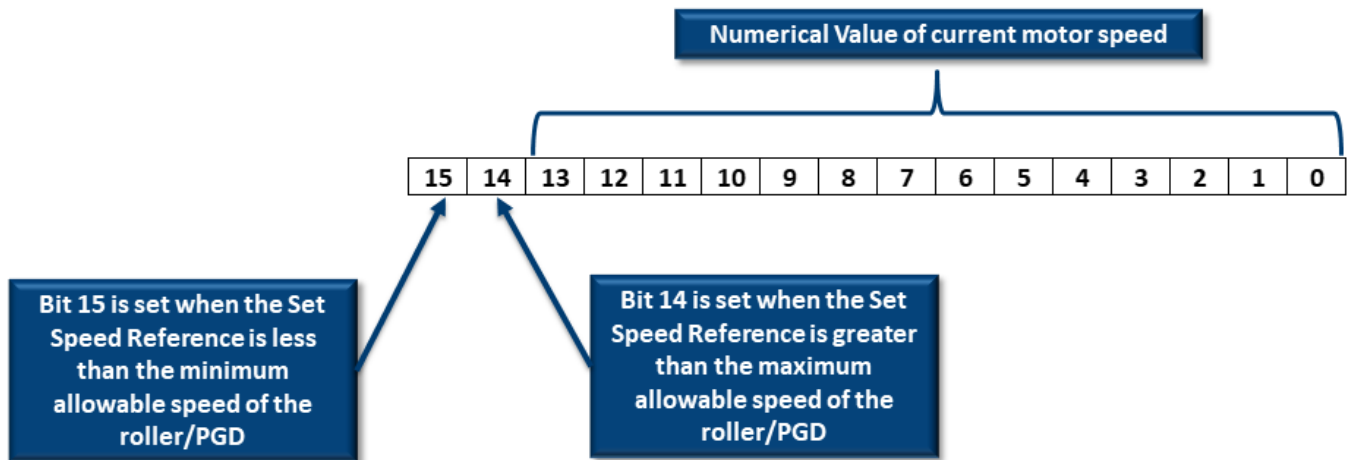 Numerical Value of current motor speed
15 14 13 12 11 10 9 8 7 6 5 4 3 2 1 0
Bit 15 is set when the Set
Speed Reference is less
than the minimum
allowable speed of the
roller/PGD
Bit 14 is set when the Set
Speed Reference is greater
than the maximum
allowable speed of the
roller/PGD